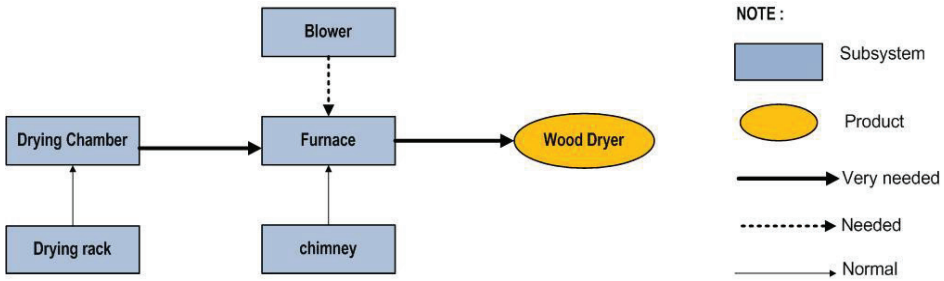 Blower
Drying Chamber
Furnace
Wood Dryer
Drying rack
chimney
NOTE :
Subsystem
Product
Very needed
Needed
Normal